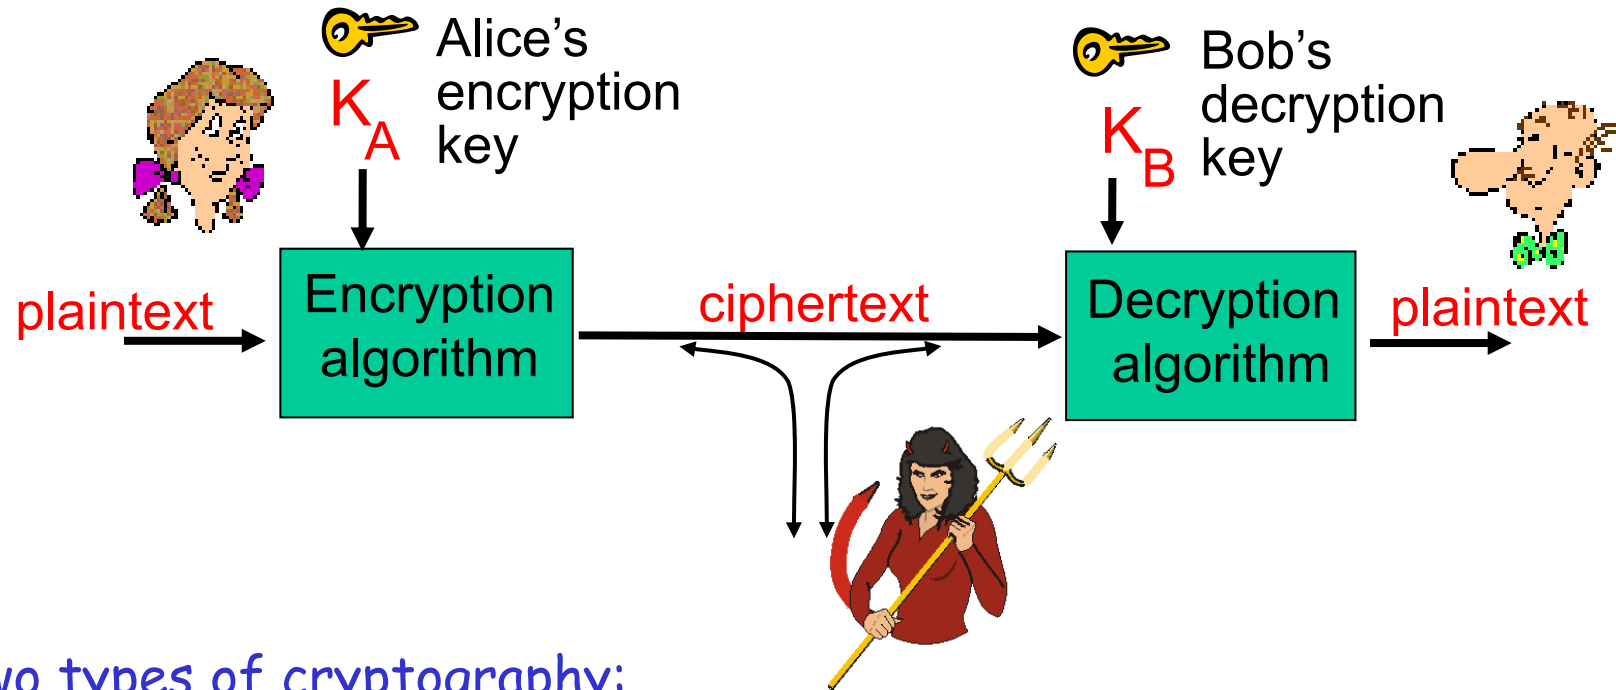 Alice's
encryption
key
K
A
Bob's
decryption
key
K
B
plaintext
Encryption
algorithm
ciphertext
Decryption
algorithm
plaintext
types of cryptography: